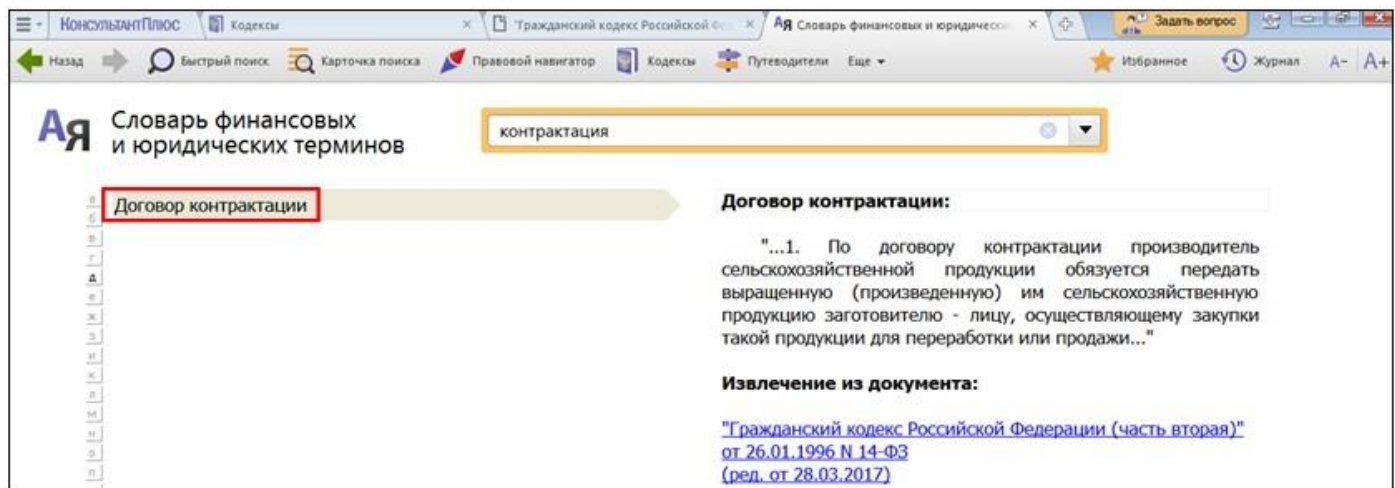 КонсультантПлюс
Кодексы
"Гражданский кодекс Российской
Ая Словарь финансовых и юридическ
Задать вопрос
Назад
Быстрый поиск
Карточка поиска
Правовой навигатор
Кодексы
Путеводители
Еще
Избранное
Журнал
А-
А+
Ая
Словарь финансовых
и юридических терминов
контрактация
а
б
в
г
д
е
ж
з
и
к
л
м
н
о
п
Договор контрактации
Договор контрактации:
"...1. По договору контрактации производитель
сельскохозяйственной продукции обязуется передать
выращенную (произведенную) им сельскохозяйственную
продукцию заготовителю - лицу, осуществляющему закупки
такой продукции для переработки или продажи..."
Извлечение из документа:
"Гражданский кодекс Российской Федерации (часть вторая)"
от 26.01.1996 N 14-ФЗ
(ред. от 28.03.2017)